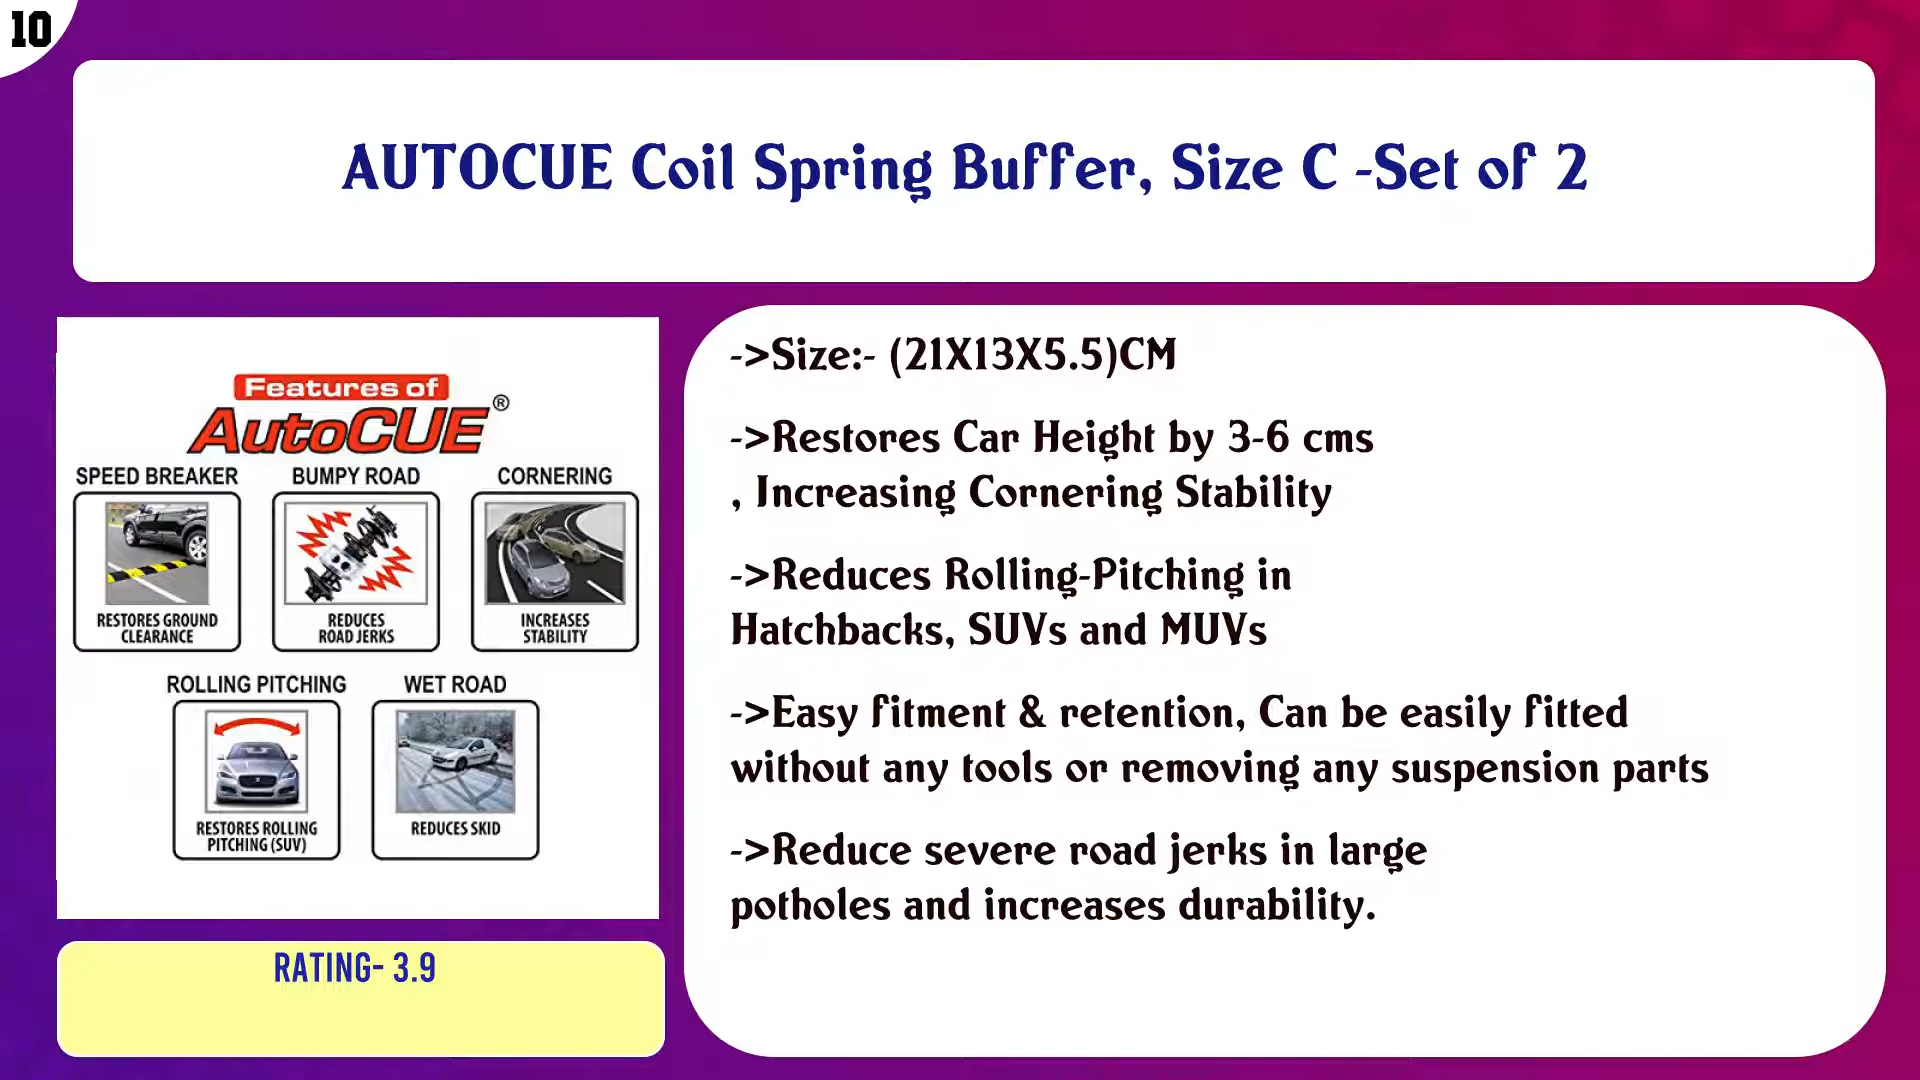 10
AUTOCUE Coil Spring Buffer, Size C -Set of 2
Features of
AutoCUE®
SPEED BREAKER
RESTORES GROUND
CLEARANCE
BUMPY ROAD
REDUCES
ROAD JERKS
CORNERING
INCREASES
STABILITY
ROLLING PITCHING
RESTORES ROLLING
PITCHING (SUV)
WET ROAD
REDUCES SKID
RATING- 3.9
->Size:- (21X13X5.5)CM
->Restores Car Height by 3-6 cms
, Increasing Cornering Stability
->Reduces Rolling-Pitching in
Hatchbacks, SUVs and MUVs
->Easy fitment & retention, Can be easily fitted
without any tools or removing any suspension parts
->Reduce severe road jerks in large
potholes and increases durability.